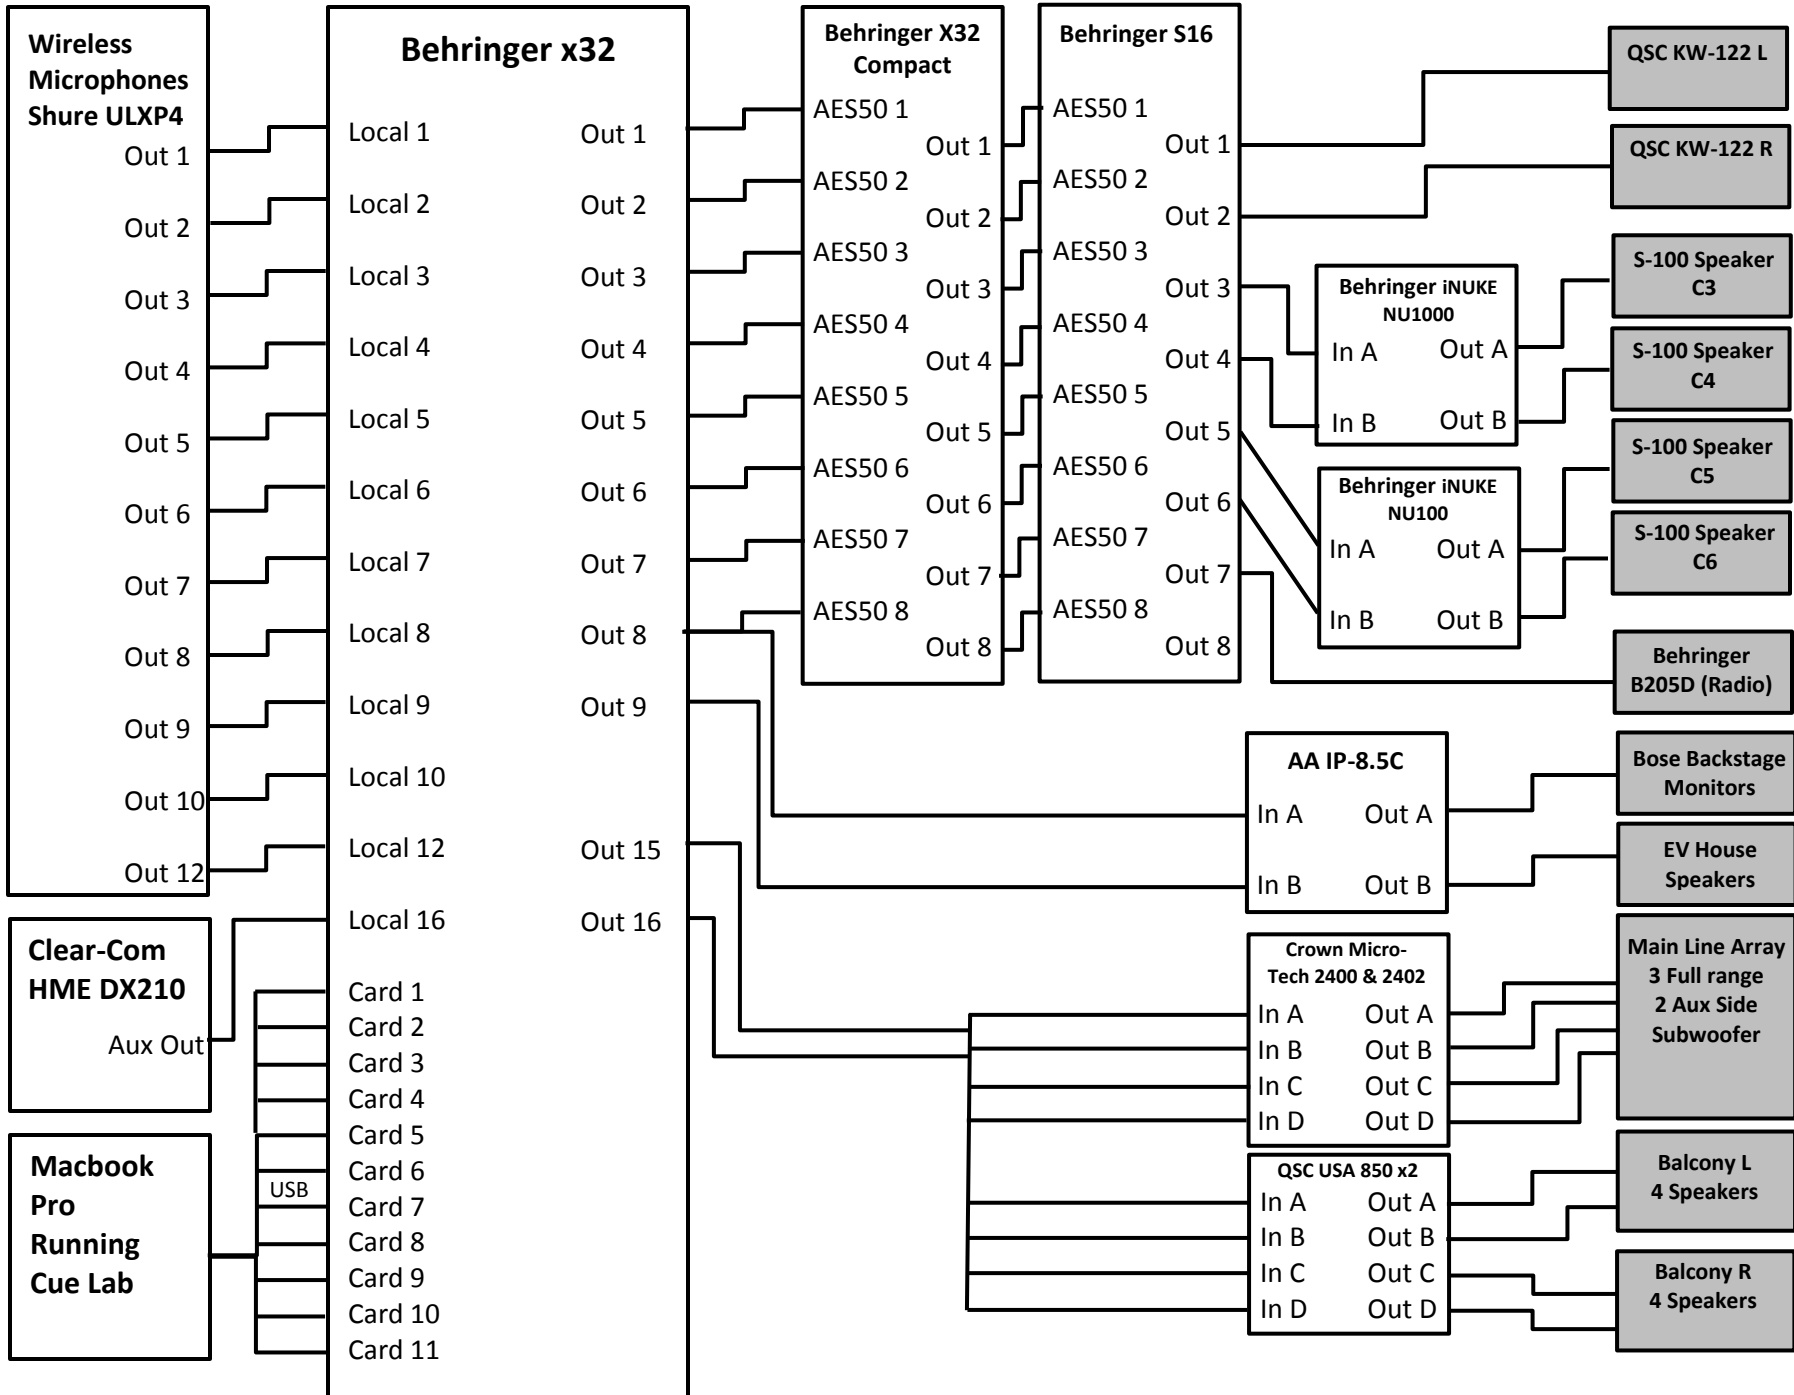 Wireless
Microphones
Shure ULXP4
Out 1
Out 2
Out 3
Out 4
Out 5
Out 6
Out 7
Out 8
Out 9
Out 10
Out 12
Clear-Com
HME DX210
Aux Out
Macbook
Pro
Running
Cue Lab
USB
Behringer x32
Local 1
Local 2
Local 3
Local 4
Local 5
Local 6
Local 7
Local 8
Local 9
Local 10
Local 12
Local 16
Card 1
Card 2
Card 3
Card 4
Card 5
Card 6
Card 7
Card 8
Card 9
Card 10
Card 11
Out 1
Out 2
Out 3
Out 4
Out 5
Out 6
Out 7
Out 8
Out 9
Out 15
Out 16
Behringer X32
Compact
AES50 1
AES50 2
AES50 3
AES50 4
AES50 5
AES50 6
AES50 7
AES50 8
Out 1
Out 2
Out 3
Out 4
Out 5
Out 6
Out 7
Out 8
Behringer S16
AES50 1
AES50 2
AES50 3
AES50 4
AES50 5
AES50 6
AES50 7
AES50 8
Out 1
Out 2
Out 3
Out 4
Out 5
Out 6
Out 7
Out 8
Behringer iNUKE
NU1000
In A Out A
In B Out B
Behringer iNUKE
NU100
In A Out A
In B Out B
AA IP-8.5C
In A Out A
In B Out B
Crown Micro-
Tech 2400 & 2402
In A Out A
In B Out B
In C Out C
In D Out D
QSC USA 850 x2
In A Out A
In B Out B
In C Out C
In D Out D
QSC KW-122 L
QSC KW-122 R
S-100 Speaker
C3
S-100 Speaker
C4
S-100 Speaker
C5
S-100 Speaker
C6
Behringer
B205D (Radio)
Bose Backstage
Monitors
EV House
Speakers
Main Line Array
3 Full range
2 Aux Side
Subwoofer
Balcony L
4 Speakers
Balcony R
4 Speakers